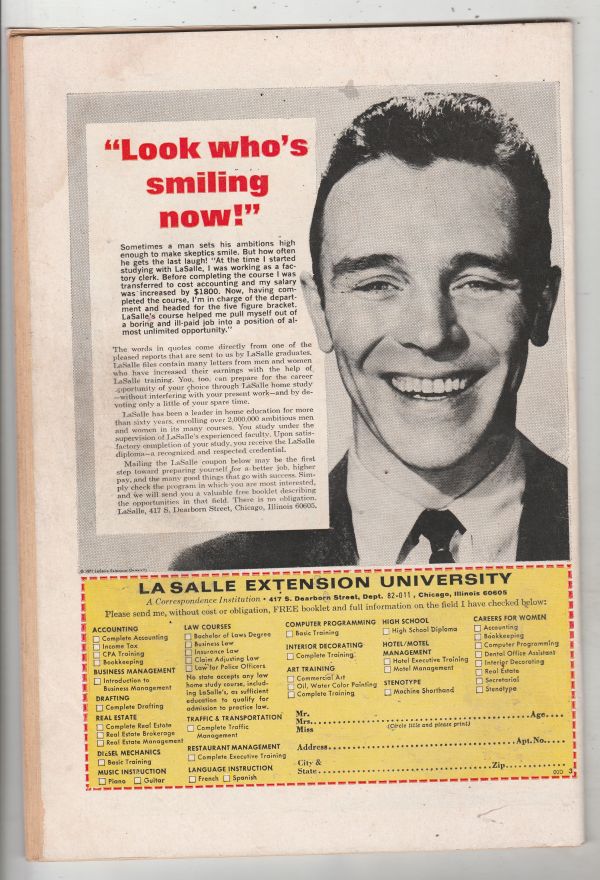 “Look who’s
smiling
now!”
Sometimes a man sets his ambitions high
enough to make skeptics smile. But how often
he gets the last laugh! “At the time I started
studying with LaSalle, I was working as a fac-
tory clerk. Before completing the course I was
transferred to cost accounting and my salary
was increased by $1800. Now, having com-
pleted the course, I’m in charge of the depart-
ment and headed for the five figure bracket.
LaSalle’s course helped me pull myself out of
a boring and ill-paid job into a position of al-
most unlimited opportunity.”
The words in quotes come directly from one of the
pleased reports that are sent to us by LaSalle graduates.
LaSalle files contain many letters from men and women
who have increased their earnings with the help of
LaSalle training. You, too, can prepare for the career
opportunity of your choice through LaSalle home study
—without interfering with your present work—and by de-
voting only a little of your spare time.
LaSalle has been a leader in home education for more
than sixty years, enrolling over 2,000,000 ambitious men
and women in its many courses. You study under the
supervision of LaSalle’s experienced faculty. Upon satis-
factory completion of your study, you receive the LaSalle
diploma—a recognized and respected credential.
Mailing the LaSalle coupon below may be the first
step toward preparing yourself for a better job, higher
pay, and the many good things that go with success. Sim-
ply check the program in which you are most interested,
and we will send you a valuable free booklet describing
the opportunities in that field. There is no obligation.
LaSalle, 417 S. Dearborn Street, Chicago, Illinois 60605.
LaSalle Extension University
LA SALLE EXTENSION UNIVERSITY
A Correspondence Institution • 417 S. Dearborn Street, Dept. 82-011, Chicago, Illinois 60605
Please send me, without cost or obligation, FREE booklet and full information on the field I have checked below:
ACCOUNTING
Complete Accounting
Income Tax
CPA Training
Bookkeeping
BUSINESS MANAGEMENT
Introduction to
Business Management
DRAFTING
Complete Drafting
REAL ESTATE
Complete Real Estate
Real Estate Brokerage
Real Estate Management
DIESEL MECHANICS
Basic Training
MUSIC INSTRUCTION
Piano Guitar
LAW COURSES
Bachelor of Laws Degree
Business Law
Insurance Law
Claim Adjusting Law
Law for Police Officers
No state accepts any law
home study course, includ-
ing LaSalle’s, as sufficient
education to qualify for
admission to practice law.
TRAFFIC & TRANSPORTATION
Complete Traffic
Management
RESTAURANT MANAGEMENT
Complete Executive Training
LANGUAGE INSTRUCTION
French Spanish
COMPUTER PROGRAMMING
Basic Training
INTERIOR DECORATING
Complete Training
ART TRAINING
Commercial Art
Oil, Water Color Painting
Complete Training
HIGH SCHOOL
High School Diploma
HOTEL/MOTEL
MANAGEMENT
Hotel Executive Training
Motel Management
STENOTYPE
Machine Shorthand
CAREERS FOR WOMEN
Accounting
Bookkeeping
Computer Programming
Dental Office Assistant
Interior Decorating
Real Estate
Secretarial
Stenotype
Mr.
Mrs. Age
Miss (Circle title and please print)
Address Apt. No.
City &
State Zip
3